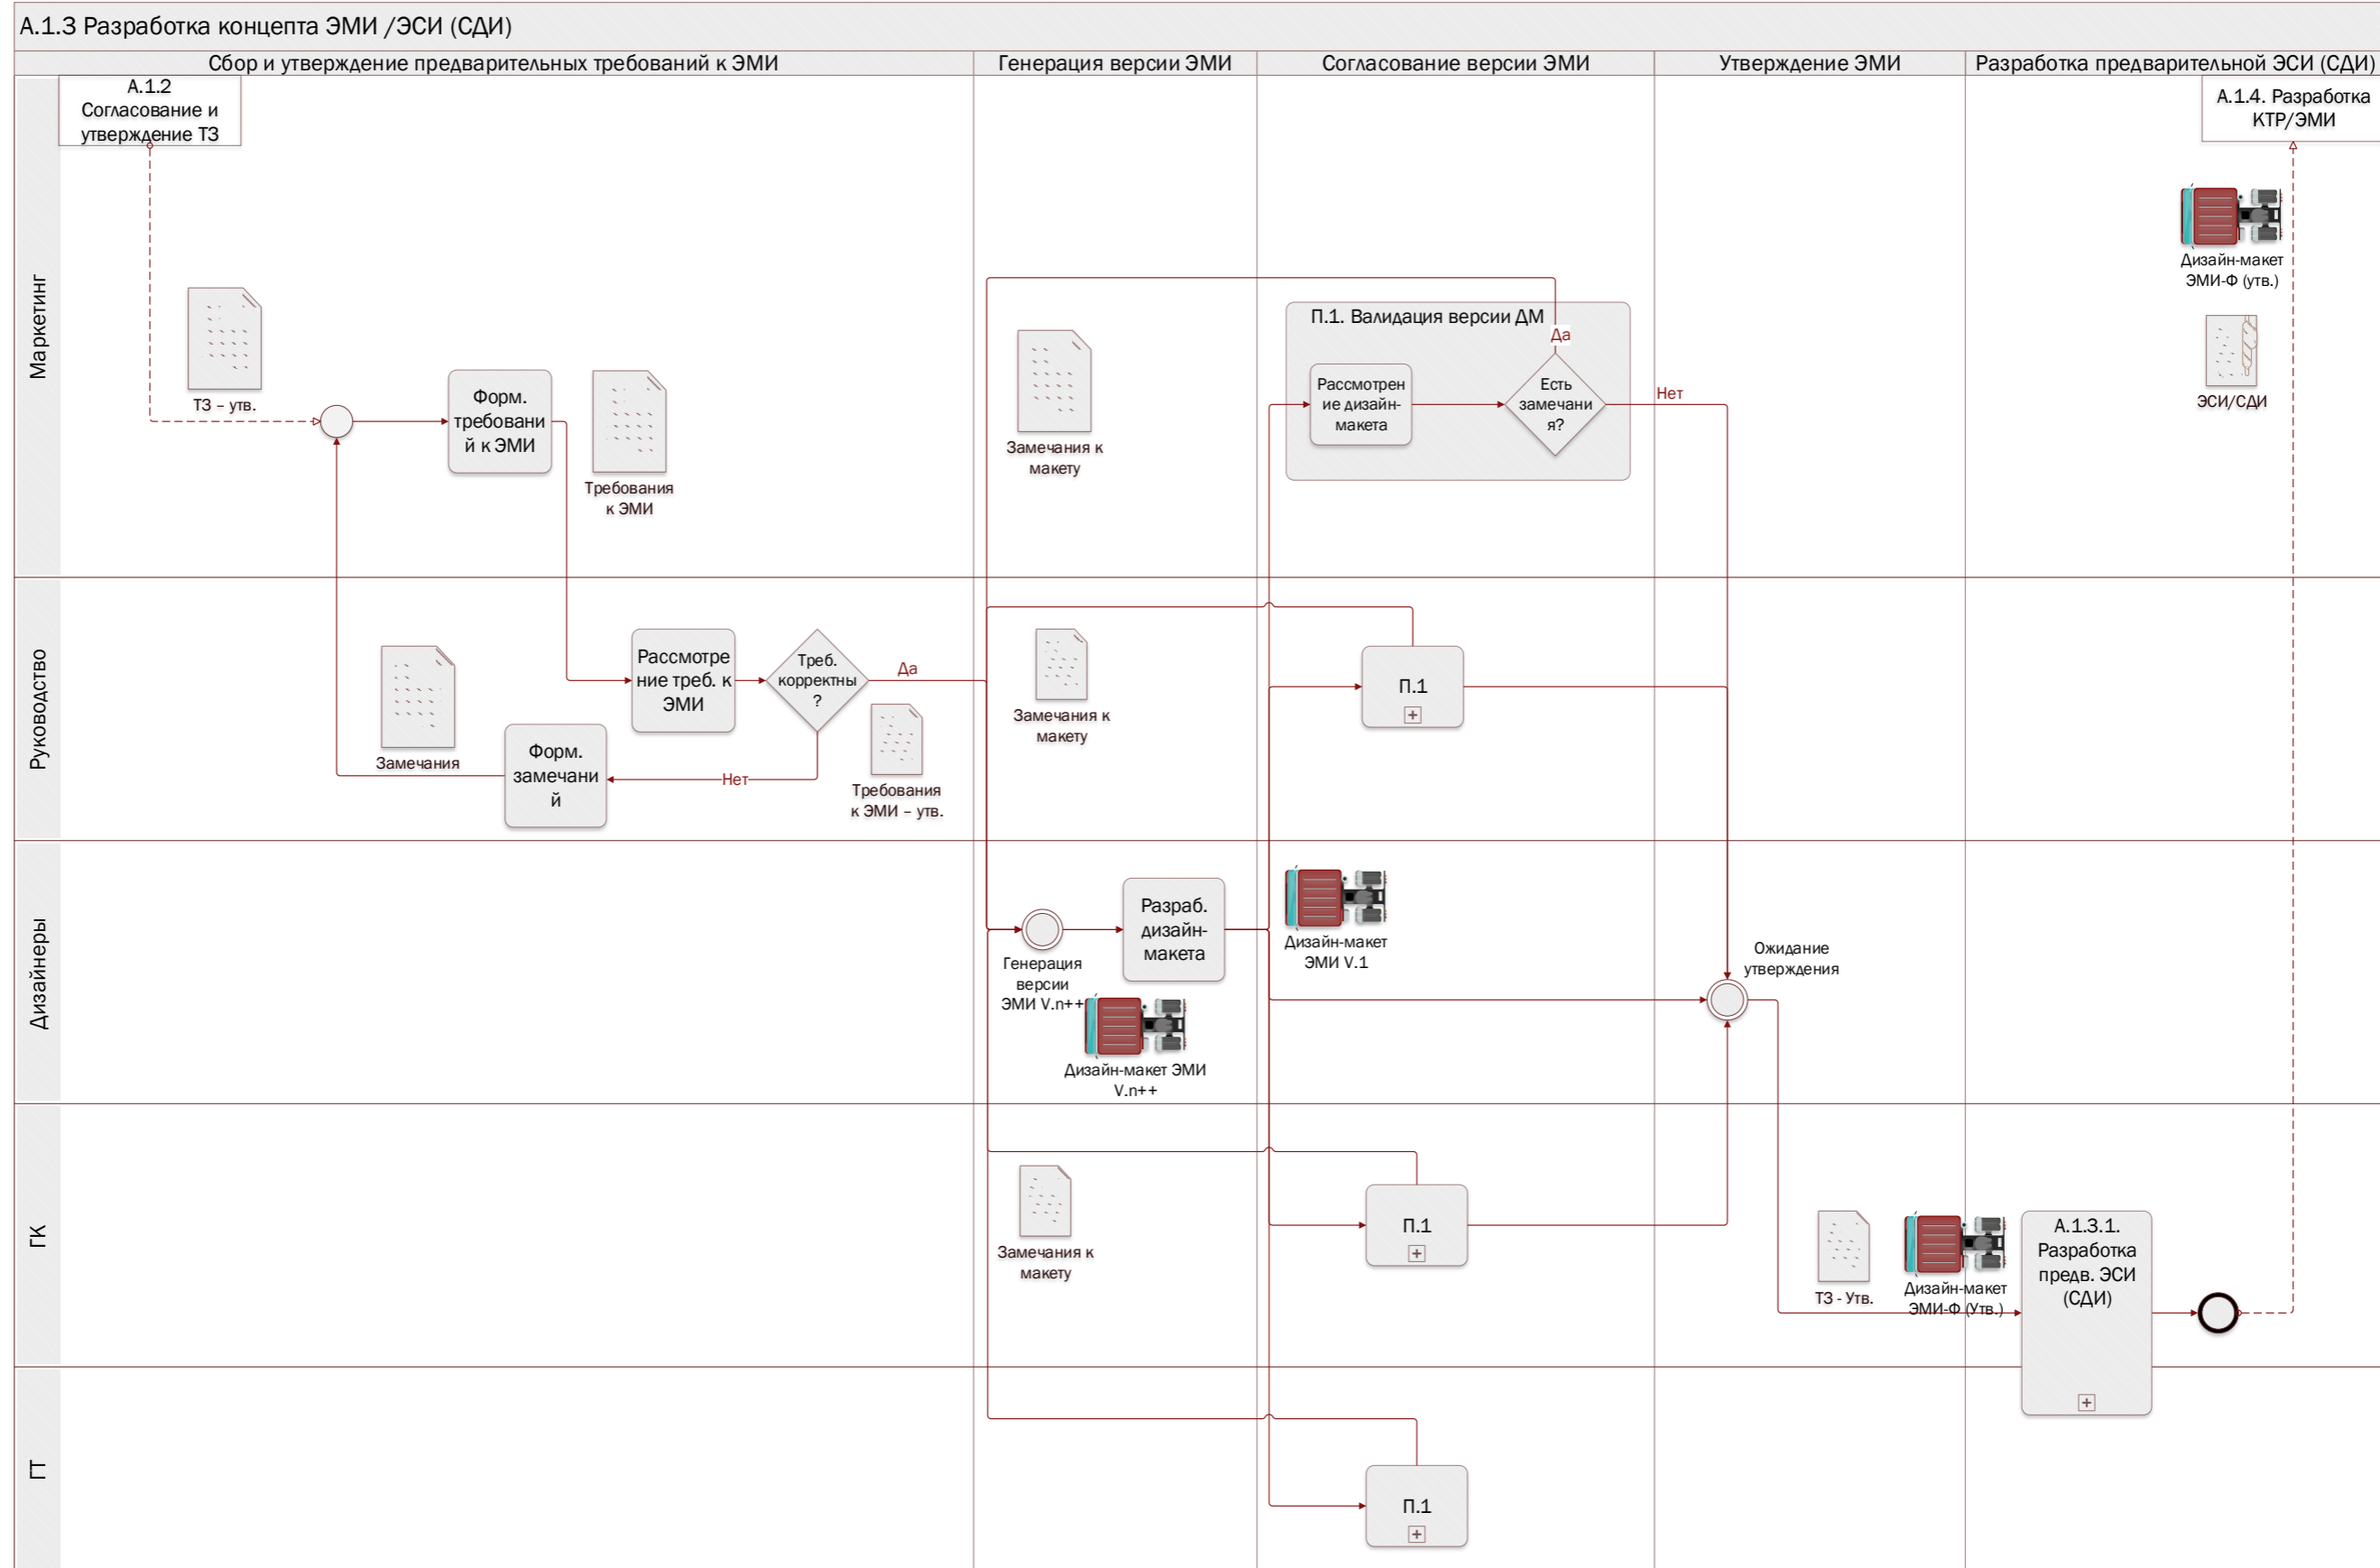 А.1.3 Разработка концепта ЭМИ /ЭСИ (СДИ)
Сбор и утверждение предварительных требований к ЭМИ
Генерация версии ЭМИ
Согласование версии ЭМИ
Утверждение ЭМИ
Разработка предварительной ЭСИ (СДИ)
Маркетинг
А.1.2
Согласование и
утверждение ТЗ
ТЗ – утв.
Форм.
требовани
й к ЭМИ
Требования
к ЭМИ
Замечания к
макету
П.1. Валидация версии ДМ
Рассмотрен
ие дизайн-
макета
Есть
замечани
я?
Да
Нет
А.1.4. Разработка
КТР/ЭМИ
Дизайн-макет
ЭМИ-Ф (утв.)
ЭСИ/СДИ
Руководство
Замечания
Форм.
замечани
й
Рассмотре
ние треб. к
ЭМИ
Треб.
корректны
?
Да
Нет
Требования
к ЭМИ – утв.
Замечания к
макету
П.1
Дизайнеры
Генерация
версии
ЭМИ V.n++
Разраб.
дизайн-
макета
Дизайн-макет ЭМИ
V.n++
Дизайн-макет
ЭМИ V.1
Ожидание
утверждения
ГК
Замечания к
макету
П.1
ТЗ - Утв.
Дизайн-макет
ЭМИ-Ф (Утв.)
А.1.3.1.
Разработка
предв. ЭСИ
(СДИ)
ГТ
П.1